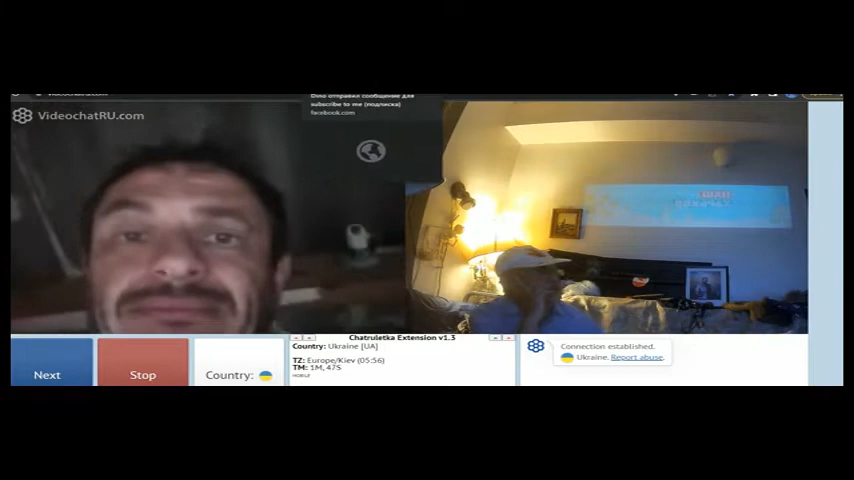 Dino отправил сообщение для
subscribe to me (подписка)
facebook.com
VideochatRU.com
Chatruletka Extension v1.3
Country: Ukraine [UA]
TZ: Europe/Kiev (05:56)
TM: 1M, 47S
MOBILE
Next
Stop
Country:
Connection established.
Ukraine. Report abuse.